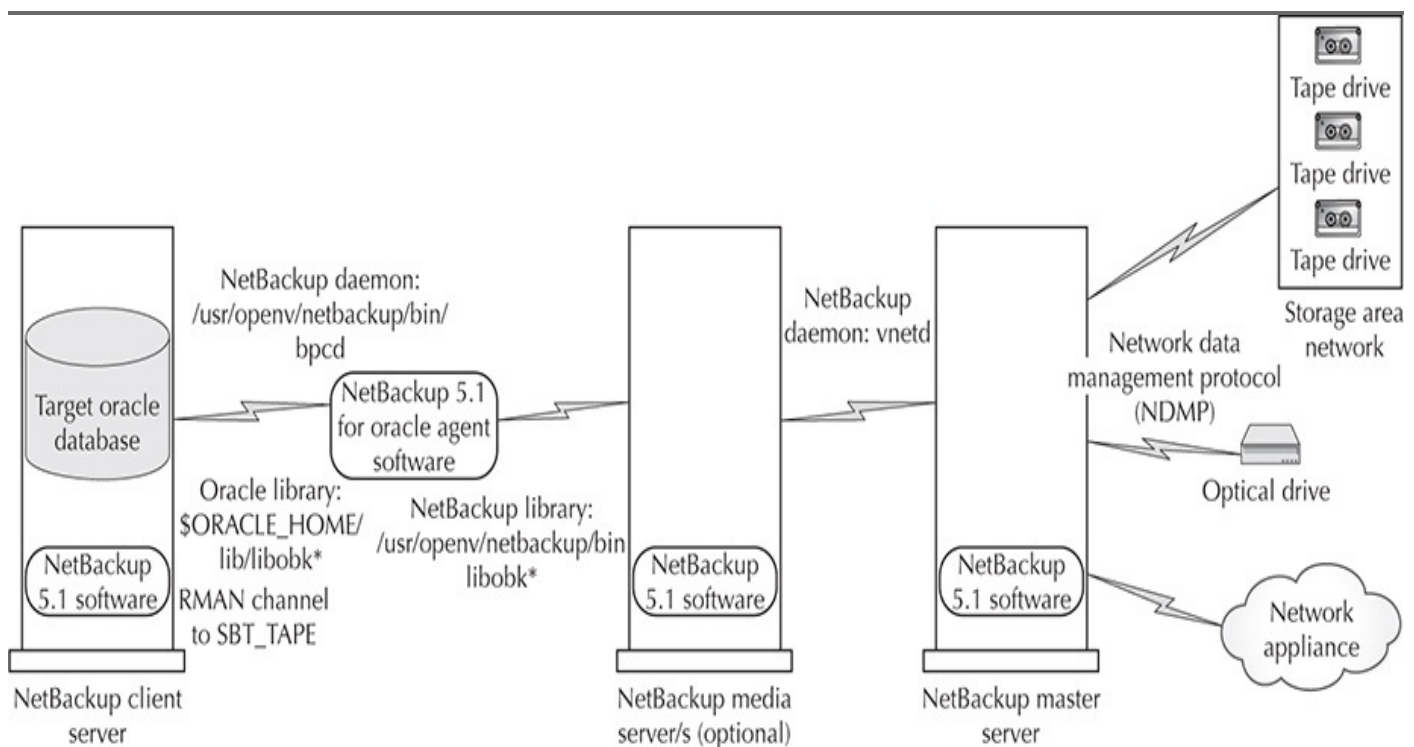 Tape drive
Tape drive
Tape drive
Storage area
network
NetBackup daemon:
/usr/openv/netbackup/bin/
bpcd
Target oracle
database
NetBackup 5.1
for oracle agent
software
Oracle library:
$ORACLE_HOME/
lib/libobk*
NetBackup library:
/usr/openv/netbackup/bin
libobk*
NetBackup
5.1 software
RMAN channel
to SBT_TAPE
NetBackup client
server
NetBackup
5.1 software
NetBackup media
server/s (optional)
NetBackup
daemon: vnetd
NetBackup
5.1 software
NetBackup master
server
Network data
management protocol
(NDMP)
Optical drive
Network
appliance